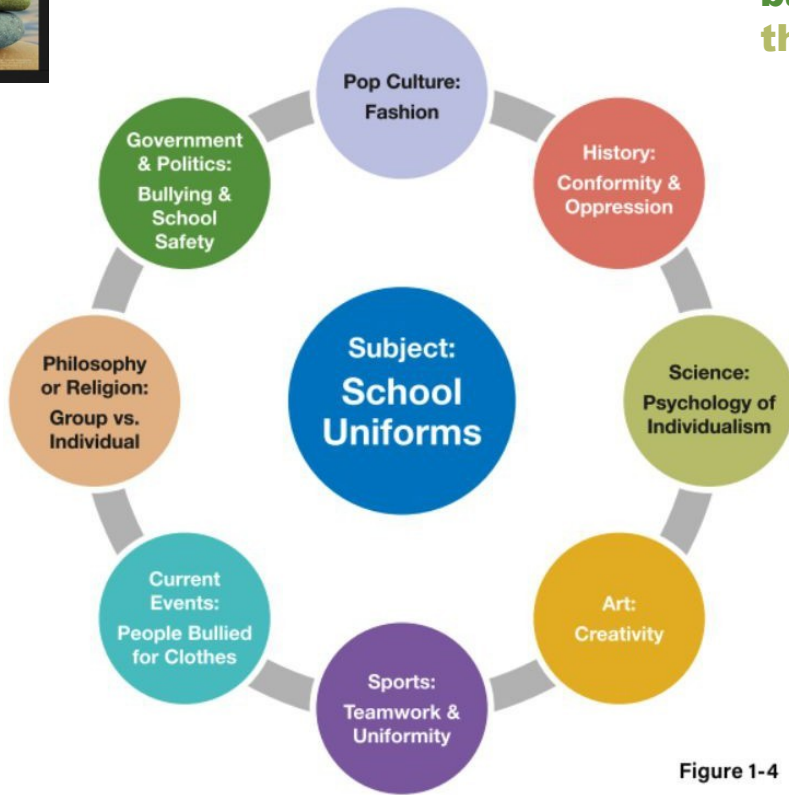 Pop Culture:
Fashion
History:
Conformity &
Oppression
Science:
Psychology of
Individualism
Art:
Creativity
Sports:
Teamwork &
Uniformity
Current
Events:
People Bullied
for Clothes
Philosophy
or Religion:
Group vs.
Individual
Government
& Politics:
Bullying &
School
Safety
Subject:
School
Uniforms
Figure 1-4